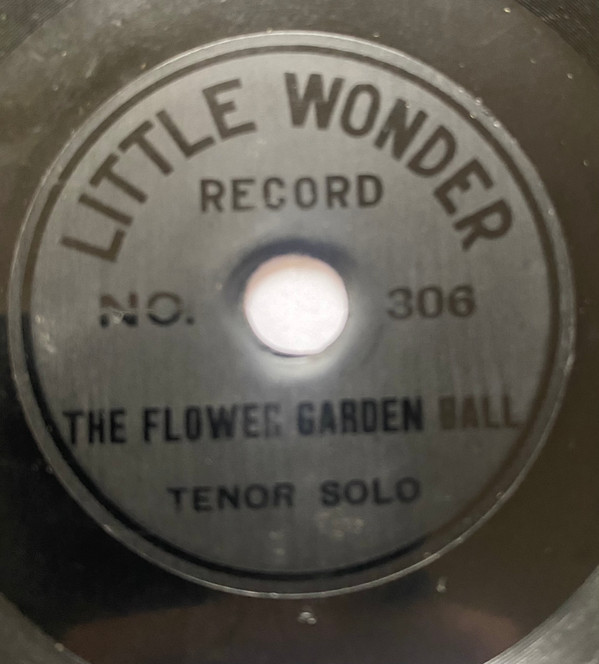 LITTLE WONDER
RECORD
NO. 306
THE FLOWER GARDEN BALL
TENOR SOLO